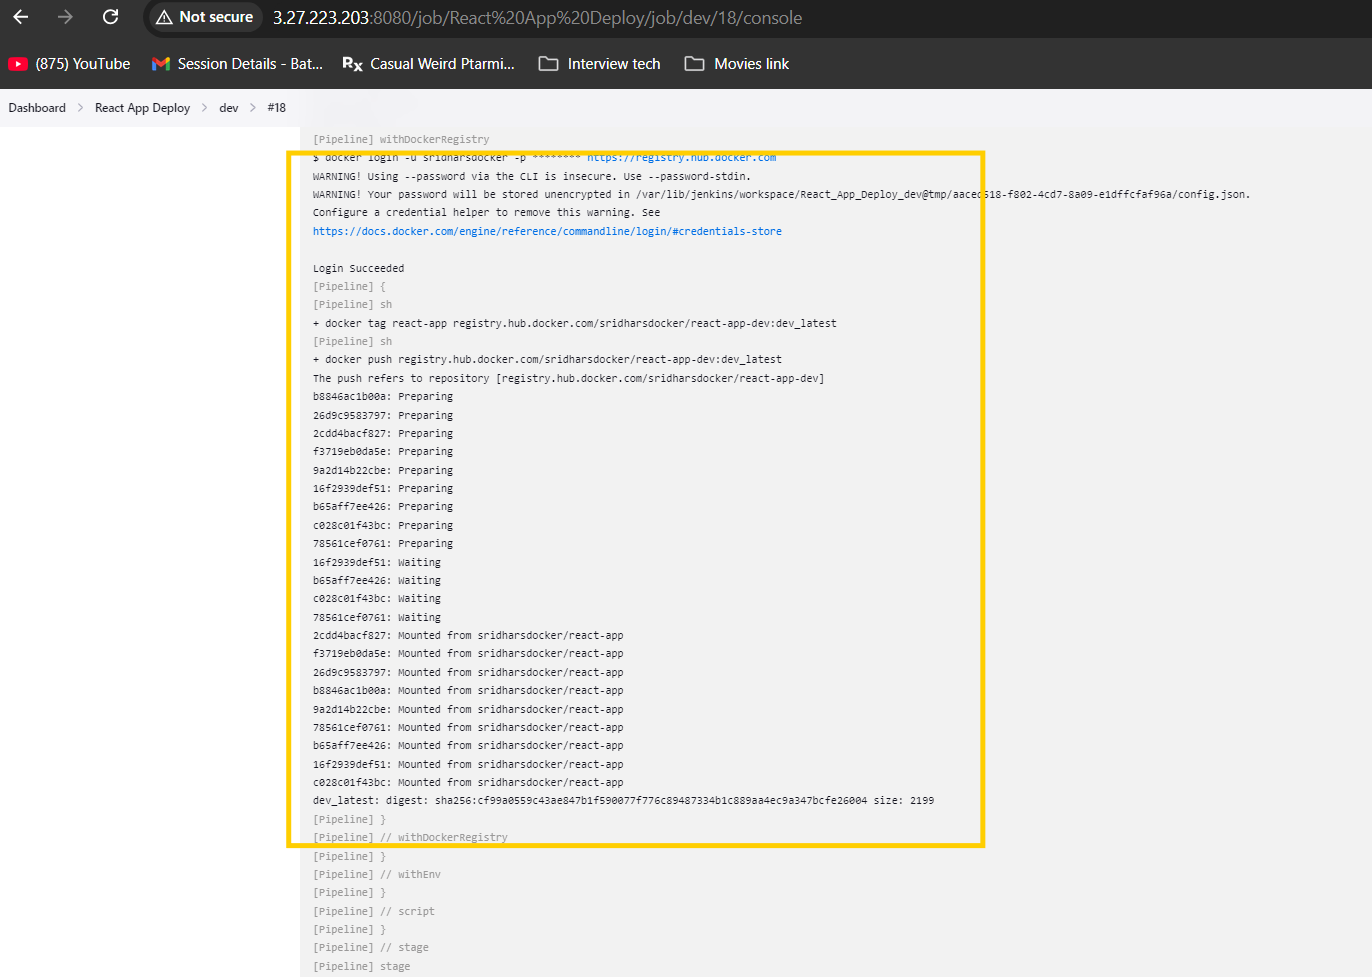 Not secure 3.27.223.203:8080/job/React%20App%20Deploy/job/dev/18/console
(875) YouTube Session Details - Bat... Rx Casual Weird Ptarmi... Interview tech Movies link
Dashboard > React App Deploy > dev > #18
[Pipeline] withDockerRegistry
$ docker login -u sridharsdocker -p ******** https://registry.hub.docker.com
WARNING! Using --password via the CLI is insecure. Use --password-stdin.
WARNING! Your password will be stored unencrypted in /var/lib/jenkins/workspace/React_App_Deploy_dev@tmp/aaced518-f802-4cd7-8a09-e1dffcfaf96a/config.json.
Configure a credential helper to remove this warning. See
https://docs.docker.com/engine/reference/commandline/login/#credentials-store
Login Succeeded
[Pipeline] {
[Pipeline] sh
+ docker tag react-app registry.hub.docker.com/sridharsdocker/react-app-dev:dev_latest
[Pipeline] sh
+ docker push registry.hub.docker.com/sridharsdocker/react-app-dev:dev_latest
The push refers to repository [registry.hub.docker.com/sridharsdocker/react-app-dev]
b8846ac1b00a: Preparing
26d9c9583797: Preparing
2cdd4bacf827: Preparing
f3719eb0da5e: Preparing
9a2d14b22cbe: Preparing
16f2939def51: Preparing
b65aff7ee426: Preparing
c028c01f43bc: Preparing
78561cef0761: Preparing
16f2939def51: Waiting
b65aff7ee426: Waiting
c028c01f43bc: Waiting
78561cef0761: Waiting
2cdd4bacf827: Mounted from sridharsdocker/react-app
f3719eb0da5e: Mounted from sridharsdocker/react-app
26d9c9583797: Mounted from sridharsdocker/react-app
b8846ac1b00a: Mounted from sridharsdocker/react-app
9a2d14b22cbe: Mounted from sridharsdocker/react-app
78561cef0761: Mounted from sridharsdocker/react-app
b65aff7ee426: Mounted from sridharsdocker/react-app
16f2939def51: Mounted from sridharsdocker/react-app
c028c01f43bc: Mounted from sridharsdocker/react-app
dev_latest: digest: sha256:cf99a0559c43ae847b1f590077f776c89487334b1c889aa4ec9a347bcfe26004 size: 2199
[Pipeline] }
[Pipeline] // withDockerRegistry
[Pipeline] }
[Pipeline] // withEnv
[Pipeline] }
[Pipeline] // script
[Pipeline] }
[Pipeline] // stage
[Pipeline] stage